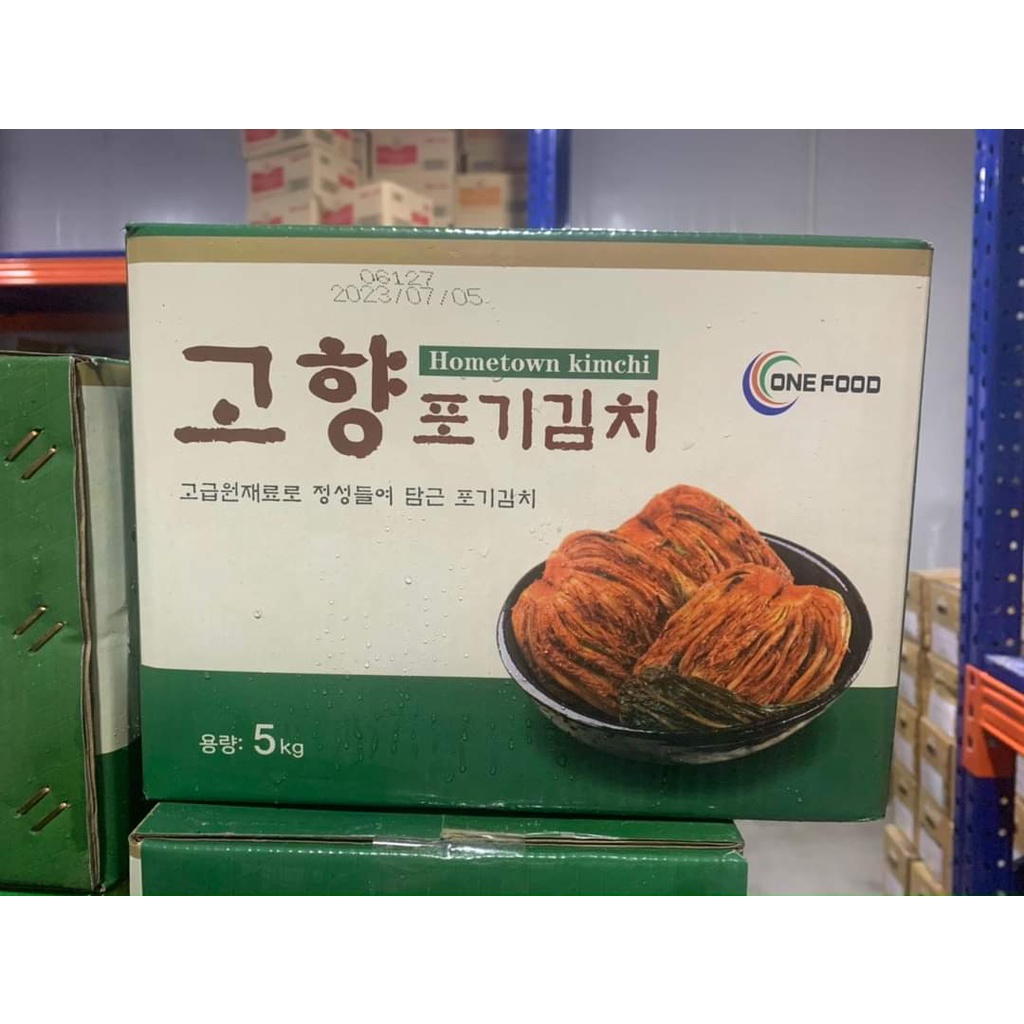 06127
2023/07/05
Hometown kimchi
고향 포기김치
ONE FOOD
고급원재료로 정성들여 담근 포기김치
용량: 5kg